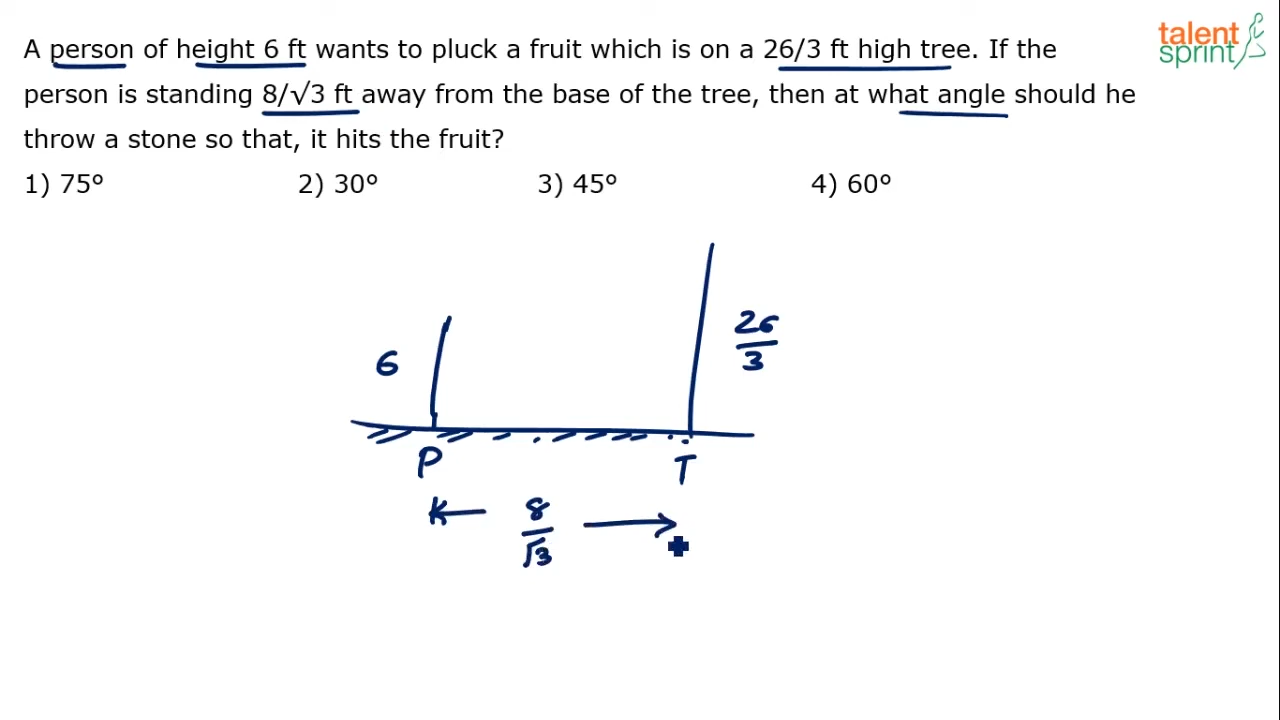 A person of height 6 ft wants to pluck a fruit which is on a 26/3 ft high tree. If the
talent
sprint
person is standing 8/√3 ft away from the base of the tree, then at what angle should he
throw a stone so that, it hits the fruit?
1) 75° 2) 30° 3) 45° 4) 60°
6
26
3
P
T
8
√3